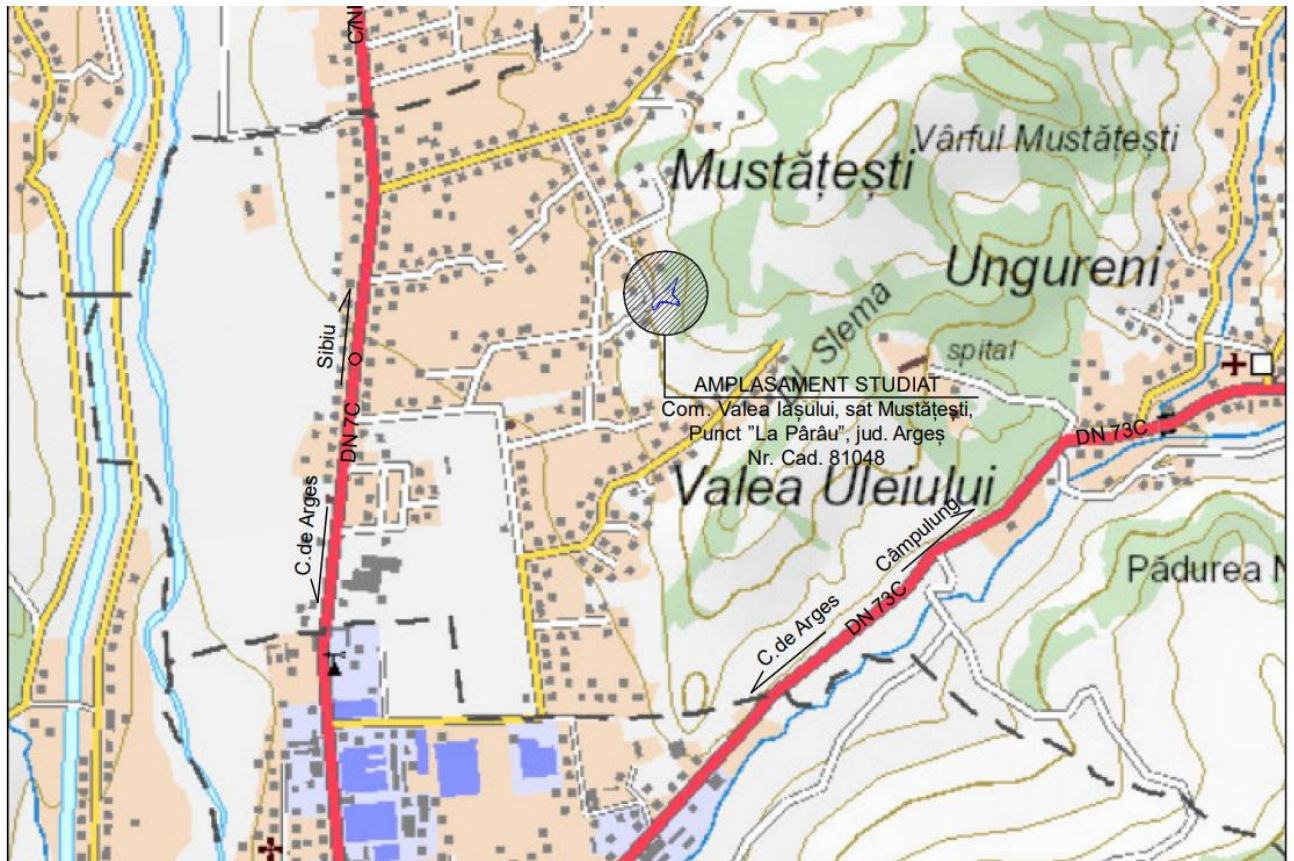 CNI
Vârful Mustățești
Mustățești
Ungureni
Sibiu
Slema
spital
AMPLASAMENT STUDIAT
Com. Valea Iașului, sat Mustățești,
Punct "La Pârâu", jud. Argeș
Nr. Cad. 81048
DN 7C
DN 73C
Valea Uleiului
C.de Arges
Câmpulung
Pădurea N
DN 73C
C.de Arges